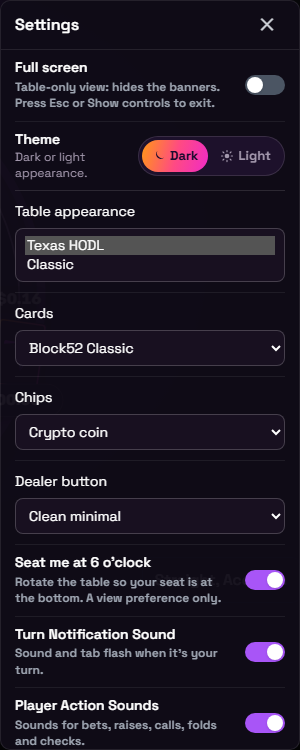 Settings
Full screen
Table-only view: hides the banners.
Press Esc or Show controls to exit.
Theme
Dark or light
appearance.
Dark
Light
Table appearance
Texas HODL
Classic
Cards
Block52 Classic
Chips
Crypto coin
Dealer button
Clean minimal
Seat me at 6 o'clock
Rotate the table so your seat is at
the bottom. A view preference only.
Turn Notification Sound
Sound and tab flash when it's your
turn.
Player Action Sounds
Sounds for bets, raises, calls, folds
and checks.